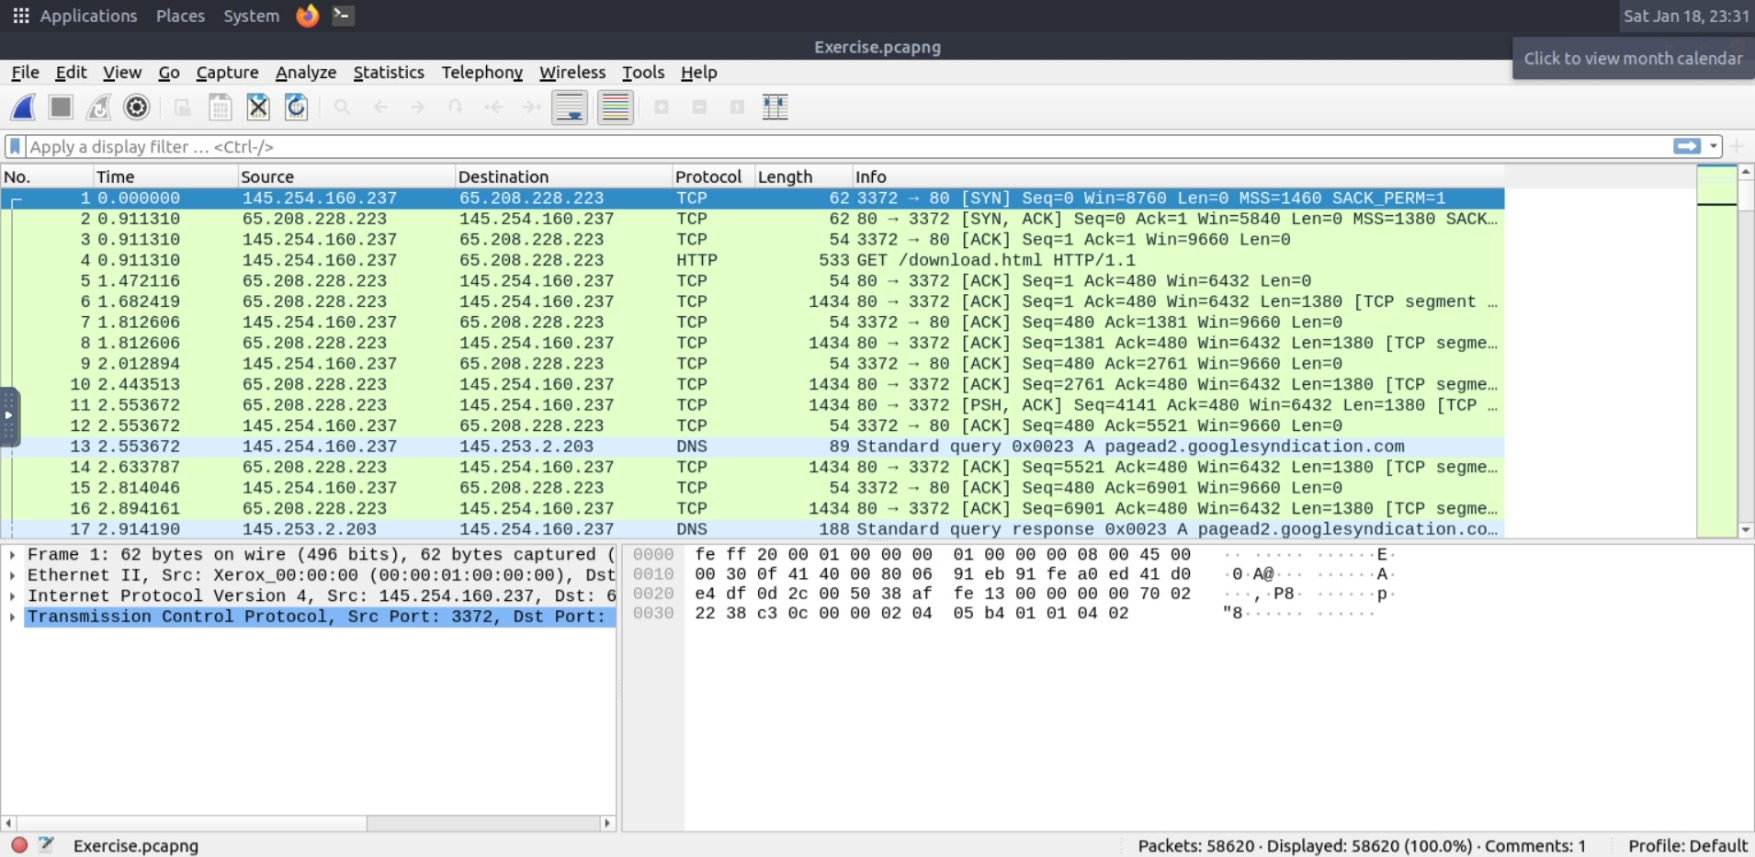 Applications Places System Sat Jan 18, 23:31
Exercise.pcapng
Click to view month calendar
File Edit View Go Capture Analyze Statistics Telephony Wireless Tools Help
Apply a display filter … <Ctrl-/>
No. Time Source Destination Protocol Length Info
1 0.000000 145.254.160.237 65.208.228.223 TCP 62 3372 → 80 [SYN] Seq=0 Win=8760 Len=0 MSS=1460 SACK_PERM=1
2 0.911310 65.208.228.223 145.254.160.237 TCP 62 80 → 3372 [SYN, ACK] Seq=0 Ack=1 Win=5840 Len=0 MSS=1380 SACK…
3 0.911310 145.254.160.237 65.208.228.223 TCP 54 3372 → 80 [ACK] Seq=1 Ack=1 Win=9660 Len=0
4 0.911310 145.254.160.237 65.208.228.223 HTTP 533 GET /download.html HTTP/1.1
5 1.472116 65.208.228.223 145.254.160.237 TCP 54 80 → 3372 [ACK] Seq=1 Ack=480 Win=6432 Len=0
6 1.682419 65.208.228.223 145.254.160.237 TCP 1434 80 → 3372 [ACK] Seq=1 Ack=480 Win=6432 Len=1380 [TCP segment …
7 1.812606 145.254.160.237 65.208.228.223 TCP 54 3372 → 80 [ACK] Seq=480 Ack=1381 Win=9660 Len=0
8 1.812606 65.208.228.223 145.254.160.237 TCP 1434 80 → 3372 [ACK] Seq=1381 Ack=480 Win=6432 Len=1380 [TCP segme…
9 2.012894 145.254.160.237 65.208.228.223 TCP 54 3372 → 80 [ACK] Seq=480 Ack=2761 Win=9660 Len=0
10 2.443513 65.208.228.223 145.254.160.237 TCP 1434 80 → 3372 [ACK] Seq=2761 Ack=480 Win=6432 Len=1380 [TCP segme…
11 2.553672 65.208.228.223 145.254.160.237 TCP 1434 80 → 3372 [PSH, ACK] Seq=4141 Ack=480 Win=6432 Len=1380 [TCP …
12 2.553672 145.254.160.237 65.208.228.223 TCP 54 3372 → 80 [ACK] Seq=480 Ack=5521 Win=9660 Len=0
13 2.553672 145.254.160.237 145.253.2.203 DNS 89 Standard query 0x0023 A pagead2.googlesyndication.com
14 2.633787 65.208.228.223 145.254.160.237 TCP 1434 80 → 3372 [ACK] Seq=5521 Ack=480 Win=6432 Len=1380 [TCP segme…
15 2.814046 145.254.160.237 65.208.228.223 TCP 54 3372 → 80 [ACK] Seq=480 Ack=6901 Win=9660 Len=0
16 2.894161 65.208.228.223 145.254.160.237 TCP 1434 80 → 3372 [ACK] Seq=6901 Ack=480 Win=6432 Len=1380 [TCP segme…
17 2.914190 145.253.2.203 145.254.160.237 DNS 188 Standard query response 0x0023 A pagead2.googlesyndication.co…
Frame 1: 62 bytes on wire (496 bits), 62 bytes captured (
Ethernet II, Src: Xerox_00:00:00 (00:00:01:00:00:00), Dst
Internet Protocol Version 4, Src: 145.254.160.237, Dst: 6
Transmission Control Protocol, Src Port: 3372, Dst Port:
0000 fe ff 20 00 01 00 00 00 01 00 00 00 08 00 45 00 ·· ····· ······E·
0010 00 30 0f 41 40 00 80 06 91 eb 91 fe a0 ed 41 d0 ·0·A@··· ······A·
0020 e4 df 0d 2c 00 50 38 af fe 13 00 00 00 00 70 02 ···,·P8· ······p·
0030 22 38 c3 0c 00 00 02 04 05 b4 01 01 04 02 "8······ ······
Exercise.pcapng Packets: 58620 · Displayed: 58620 (100.0%) · Comments: 1 Profile: Default